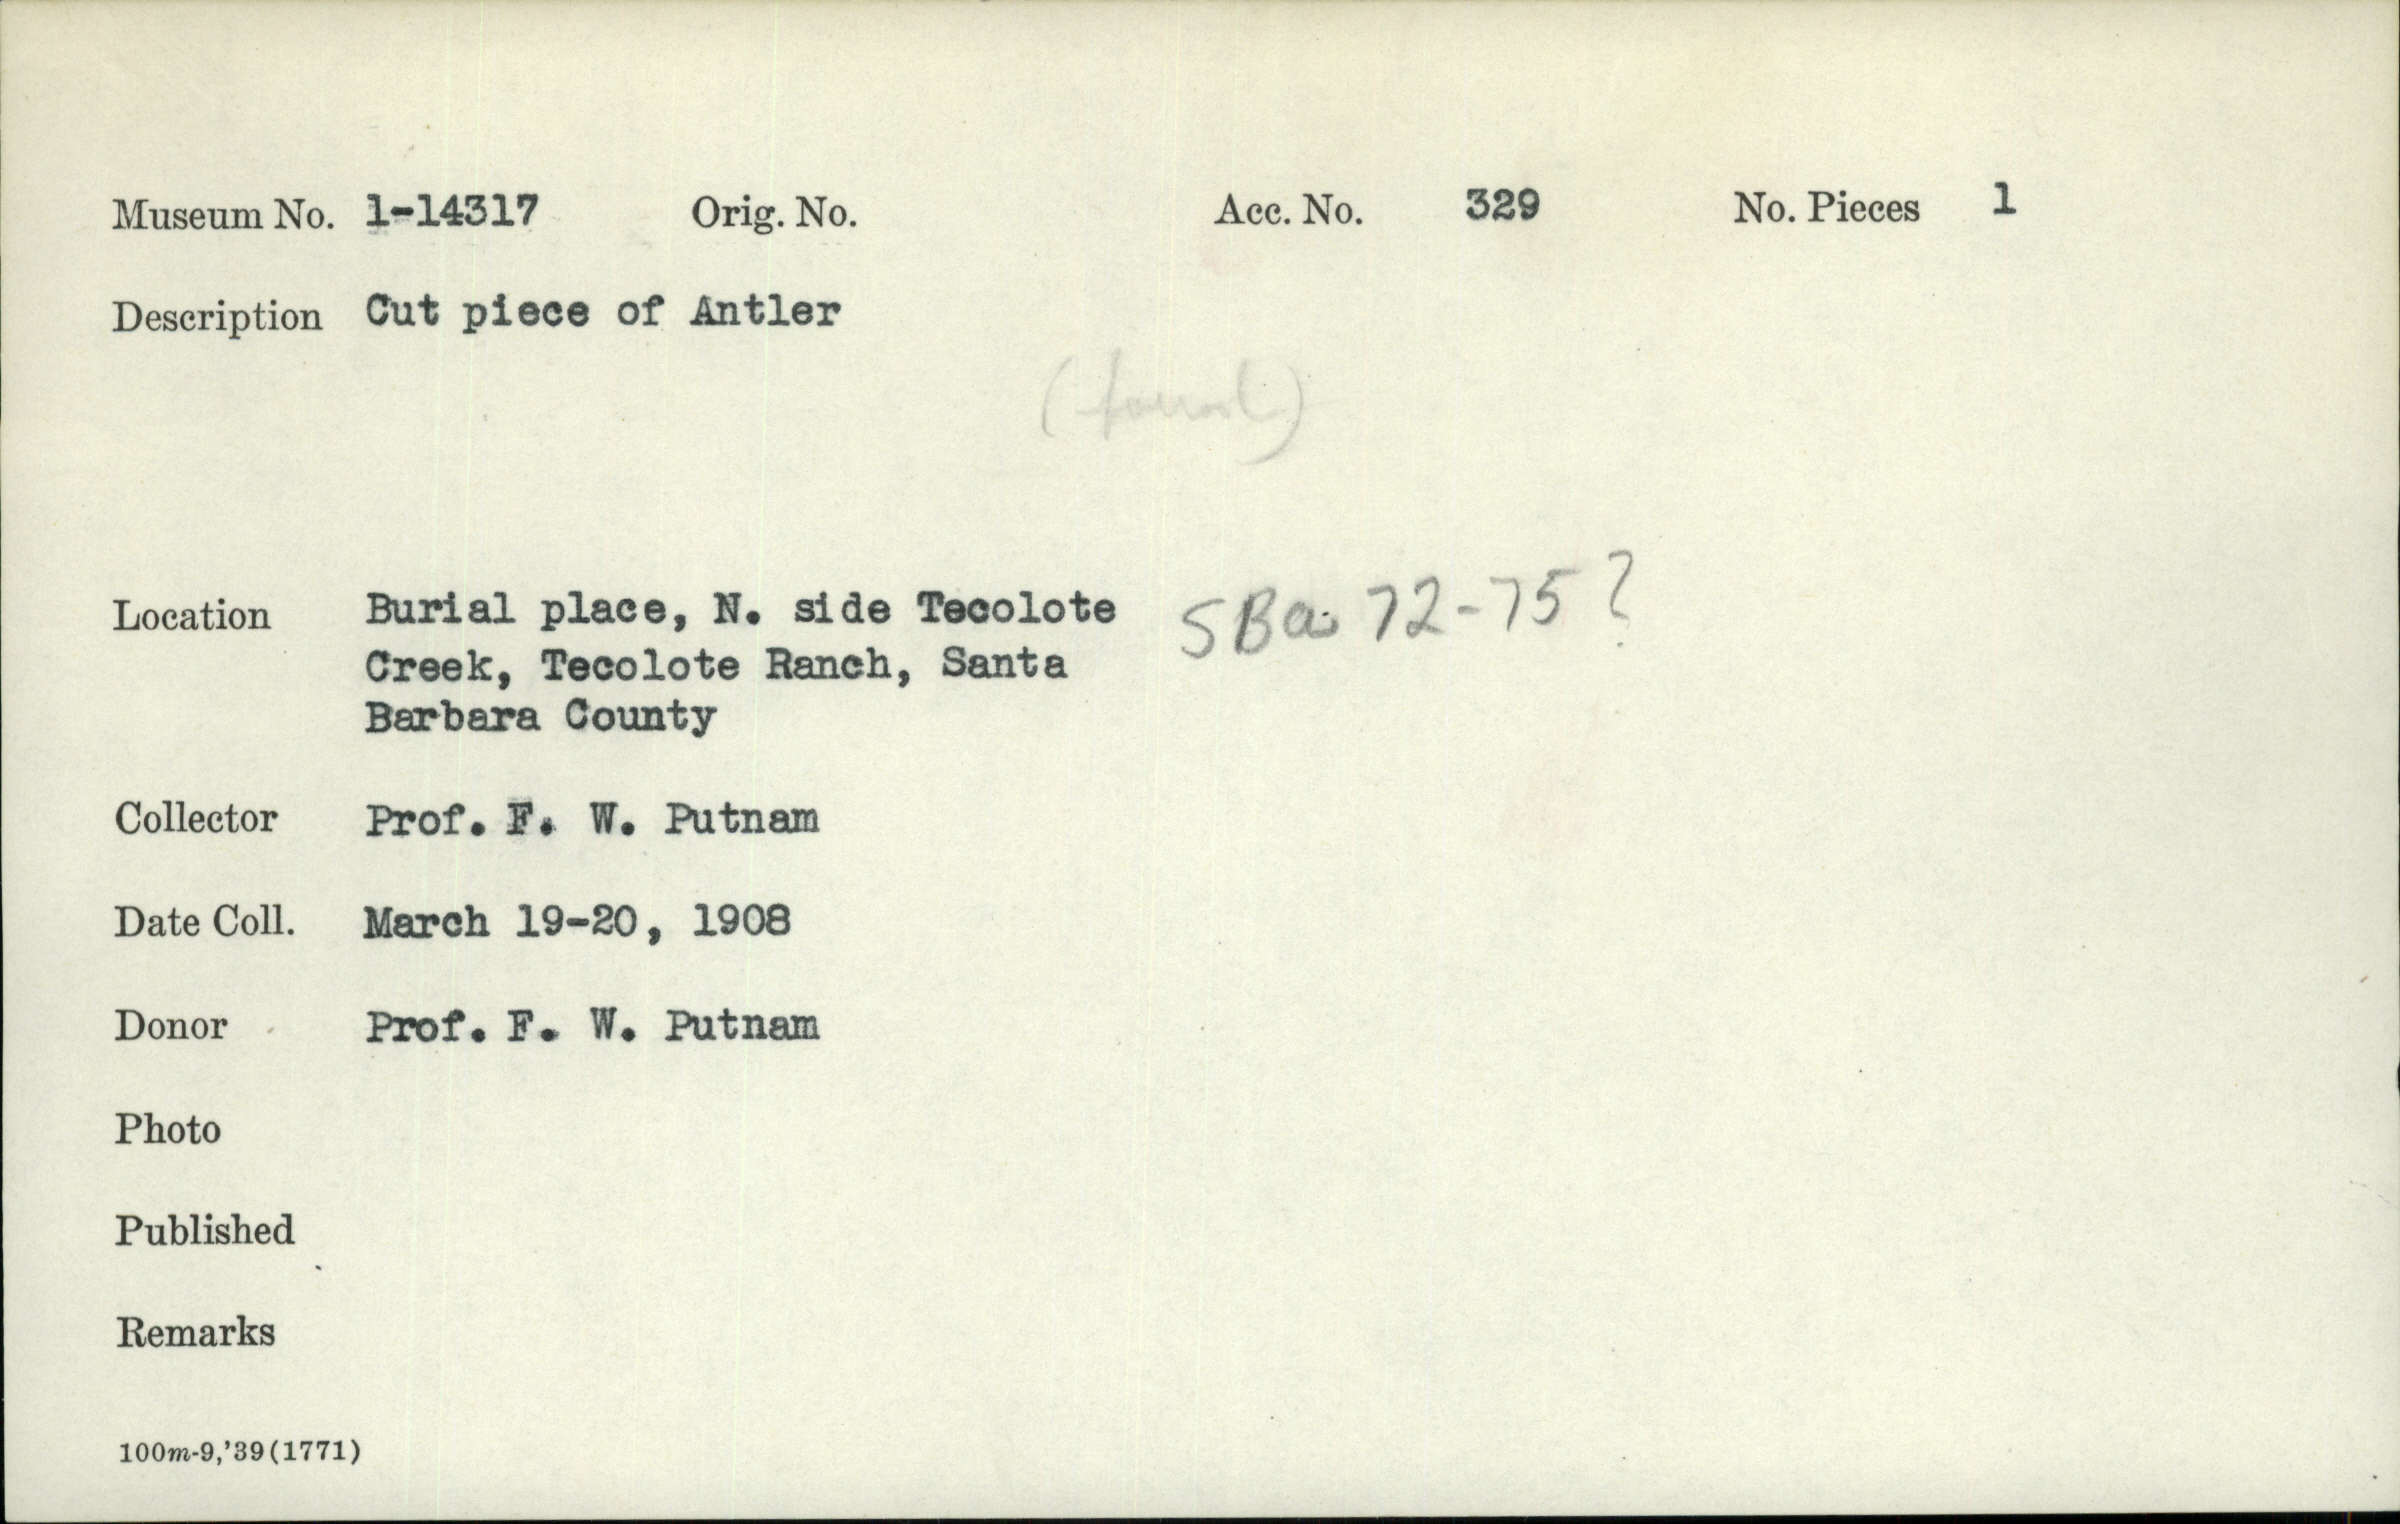 Museum No. 1-14317 Orig. No. Acc. No. 329 No. Pieces 1
Description Cut piece of Antler
Location Burial place, N. side Tecolote SBa 72-75?
Creek, Tecolote Ranch, Santa
Barbara County
Collector Prof. F. W. Putnam
Date Coll. March 19-20, 1908
Donor Prof. F. W. Putnam
Photo
Published
Remarks
100m-9,'39(1771)